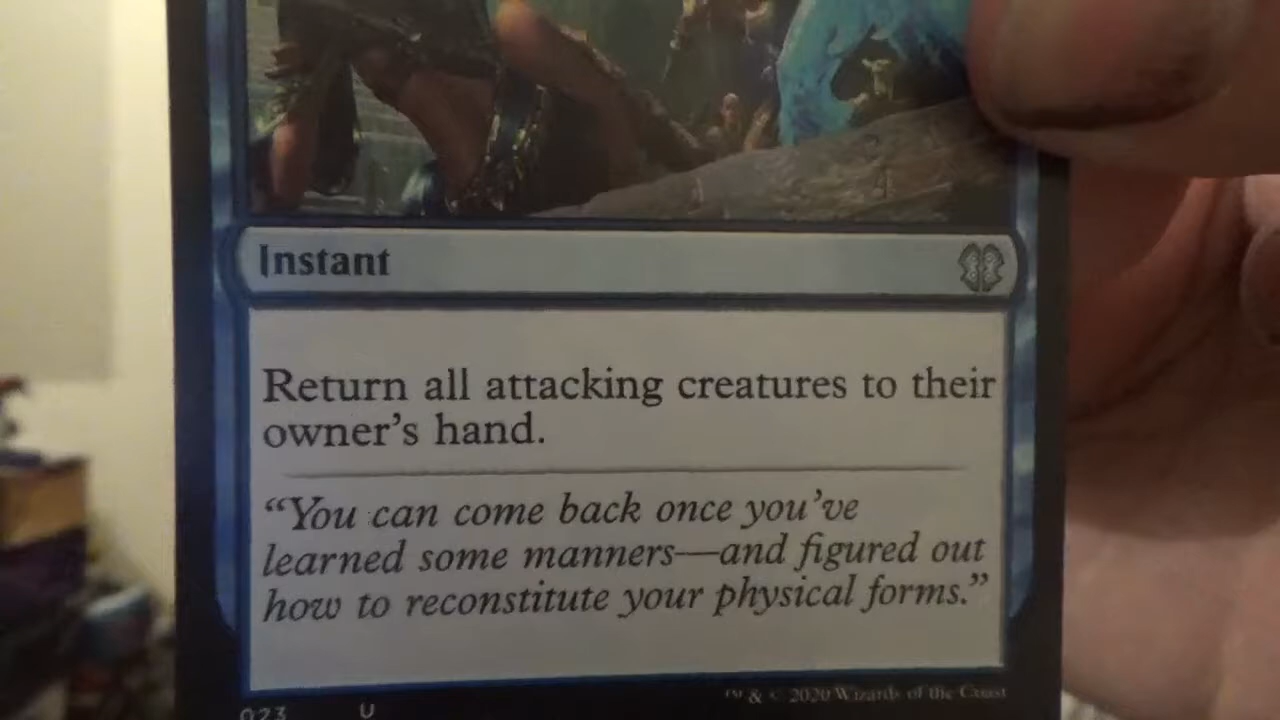 Instant
Return all attacking creatures to their
owner's hand.
“You can come back once you've
learned some manners—and figured out
how to reconstitute your physical forms.”
™ & © 2020 Wizards of the Coast
023 U